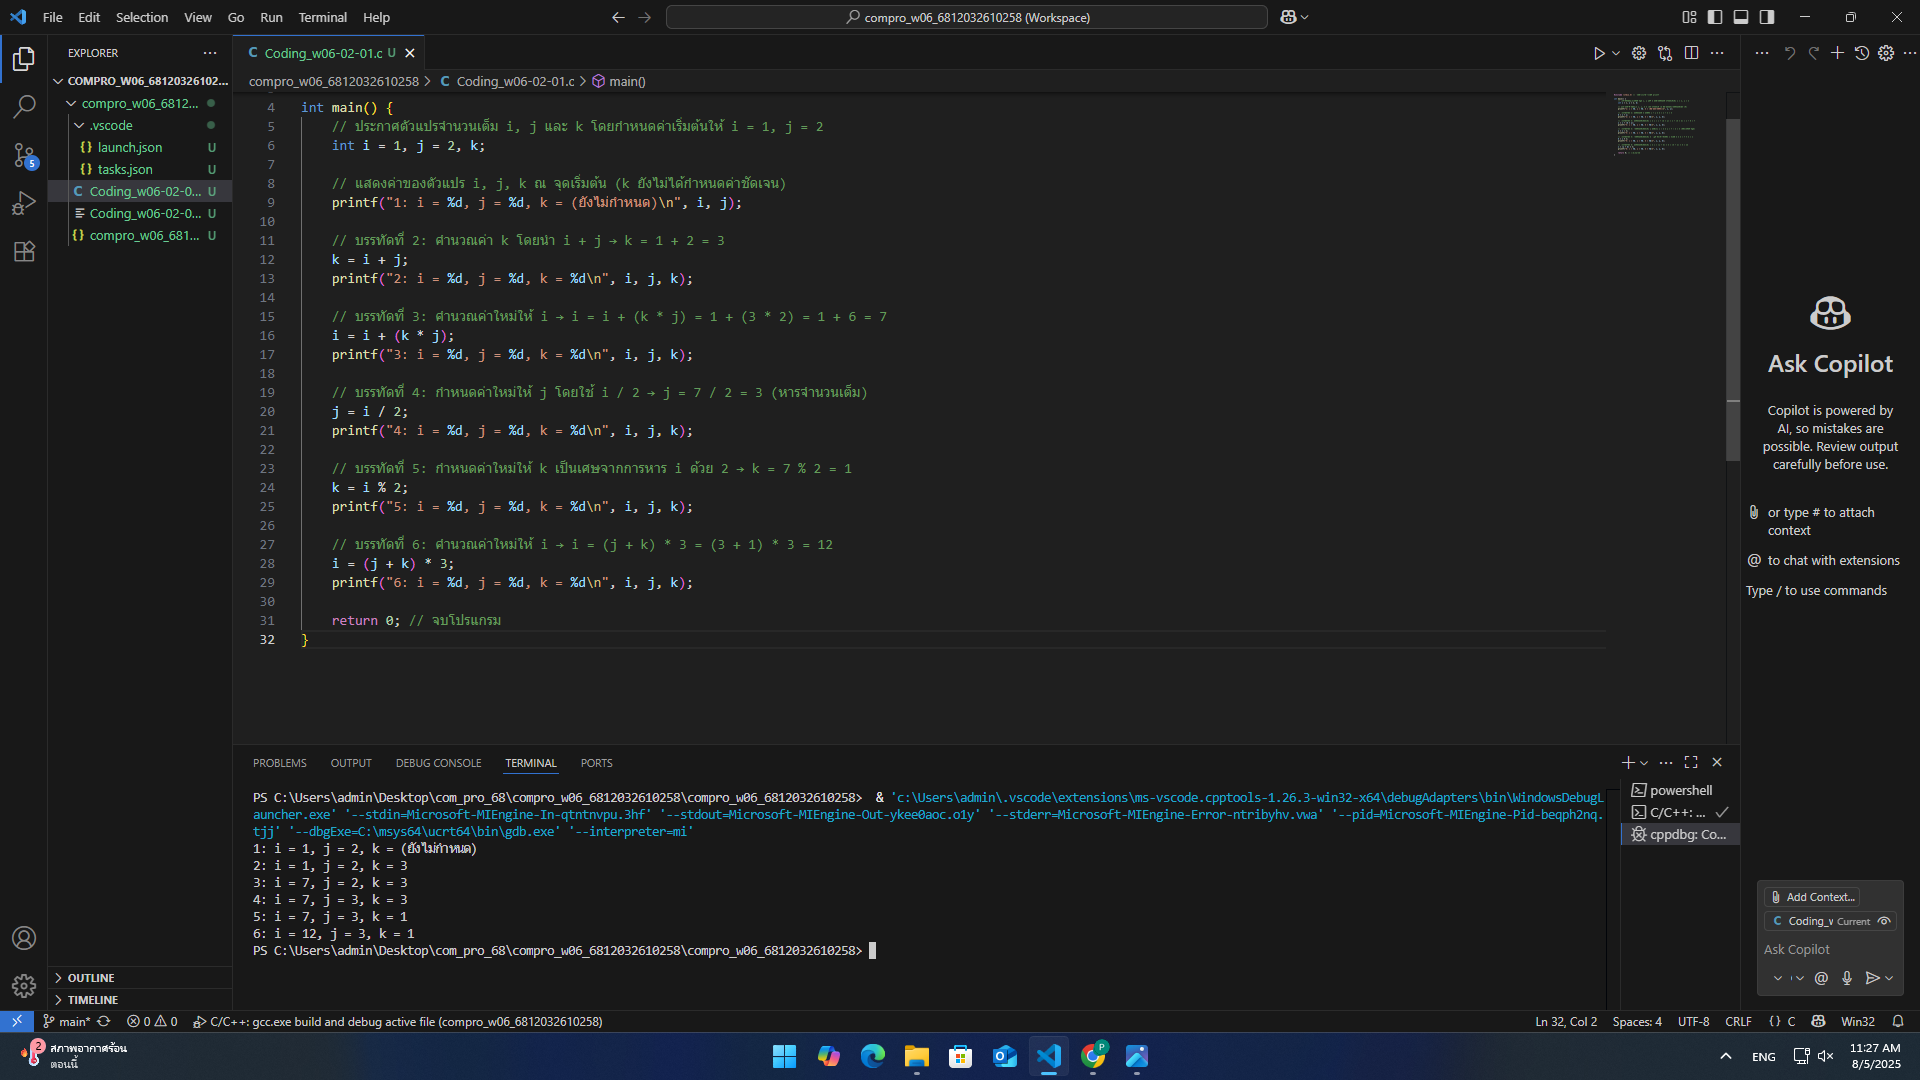 File Edit Selection View Go Run Terminal Help
compro_w06_6812032610258 (Workspace)
EXPLORER
COMPRO_W06_68120326102...
compro_w06_6812...
.vscode
{} launch.json U
{} tasks.json U
C Coding_w06-02-0... U
Coding_w06-02-0... U
{} compro_w06_681... U
5
OUTLINE
TIMELINE
C Coding_w06-02-01.c U
compro_w06_6812032610258 > C Coding_w06-02-01.c > main()
4 int main() {
5 // ประกาศตัวแปรจำนวนเต็ม i, j และ k โดยกำหนดค่าเริ่มต้นให้ i = 1, j = 2
6 int i = 1, j = 2, k;
7
8 // แสดงค่าของตัวแปร i, j, k ณ จุดเริ่มต้น (k ยังไม่ได้กำหนดค่าชัดเจน)
9 printf("1: i = %d, j = %d, k = (ยังไม่กำหนด)\n", i, j);
10
11 // บรรทัดที่ 2: คำนวณค่า k โดยนำ i + j → k = 1 + 2 = 3
12 k = i + j;
13 printf("2: i = %d, j = %d, k = %d\n", i, j, k);
14
15 // บรรทัดที่ 3: คำนวณค่าใหม่ให้ i → i = i + (k * j) = 1 + (3 * 2) = 1 + 6 = 7
16 i = i + (k * j);
17 printf("3: i = %d, j = %d, k = %d\n", i, j, k);
18
19 // บรรทัดที่ 4: กำหนดค่าใหม่ให้ j โดยใช้ i / 2 → j = 7 / 2 = 3 (หารจำนวนเต็ม)
20 j = i / 2;
21 printf("4: i = %d, j = %d, k = %d\n", i, j, k);
22
23 // บรรทัดที่ 5: กำหนดค่าใหม่ให้ k เป็นเศษจากการหาร i ด้วย 2 → k = 7 % 2 = 1
24 k = i % 2;
25 printf("5: i = %d, j = %d, k = %d\n", i, j, k);
26
27 // บรรทัดที่ 6: คำนวณค่าใหม่ให้ i → i = (j + k) * 3 = (3 + 1) * 3 = 12
28 i = (j + k) * 3;
29 printf("6: i = %d, j = %d, k = %d\n", i, j, k);
30
31 return 0; // จบโปรแกรม
32 }
PROBLEMS OUTPUT DEBUG CONSOLE TERMINAL PORTS
PS C:\Users\admin\Desktop\com_pro_68\compro_w06_6812032610258\compro_w06_6812032610258> & 'c:\Users\admin\.vscode\extensions\ms-vscode.cpptools-1.26.3-win32-x64\debugAdapters\bin\WindowsDebugL
auncher.exe' '--stdin=Microsoft-MIEngine-In-qtntnvpu.3hf' '--stdout=Microsoft-MIEngine-Out-ykee0aoc.o1y' '--stderr=Microsoft-MIEngine-Error-ntribyhv.vwa' '--pid=Microsoft-MIEngine-Pid-beqph2nq.
tjj' '--dbgExe=C:\msys64\ucrt64\bin\gdb.exe' '--interpreter=mi'
1: i = 1, j = 2, k = (ยังไม่กำหนด)
2: i = 1, j = 2, k = 3
3: i = 7, j = 2, k = 3
4: i = 7, j = 3, k = 3
5: i = 7, j = 3, k = 1
6: i = 12, j = 3, k = 1
PS C:\Users\admin\Desktop\com_pro_68\compro_w06_6812032610258\compro_w06_6812032610258>
powershell
C/C++: ...
cppdbg: Co...
Ask Copilot
Copilot is powered by
AI, so mistakes are
possible. Review output
carefully before use.
or type # to attach
context
@ to chat with extensions
Type / to use commands
Add Context...
C Coding_w Current
Ask Copilot
main* 0 0 C/C++: gcc.exe build and debug active file (compro_w06_6812032610258)
Ln 32, Col 2 Spaces: 4 UTF-8 CRLF {} C Win32
2
สภาพอากาศร้อน
ตอนนี้
P
ENG
11:27 AM
8/5/2025